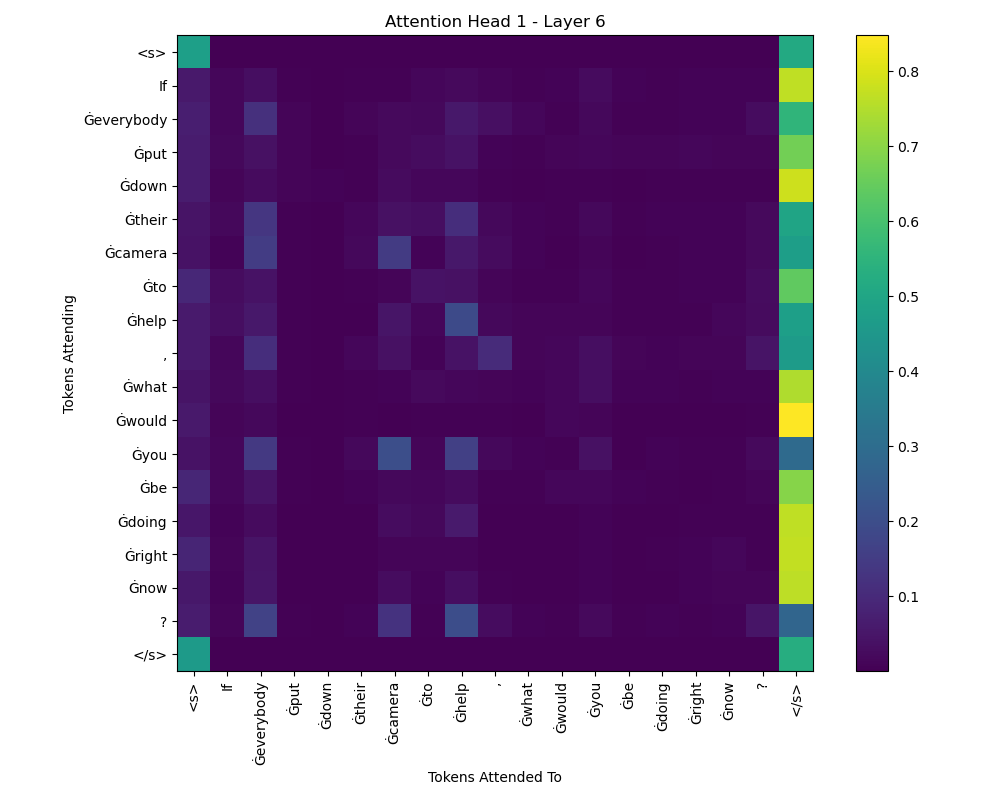 Attention Head 1 - Layer 6
Tokens Attending
<s>
If
Ġeverybody
Ġput
Ġdown
Ġtheir
Ġcamera
Ġto
Ġhelp
,
Ġwhat
Ġwould
Ġyou
Ġbe
Ġdoing
Ġright
Ġnow
?
</s>
<s>
If
Ġeverybody
Ġput
Ġdown
Ġtheir
Ġcamera
Ġto
Ġhelp
,
Ġwhat
Ġwould
Ġyou
Ġbe
Ġdoing
Ġright
Ġnow
?
</s>
Tokens Attended To
0.8
0.7
0.6
0.5
0.4
0.3
0.2
0.1